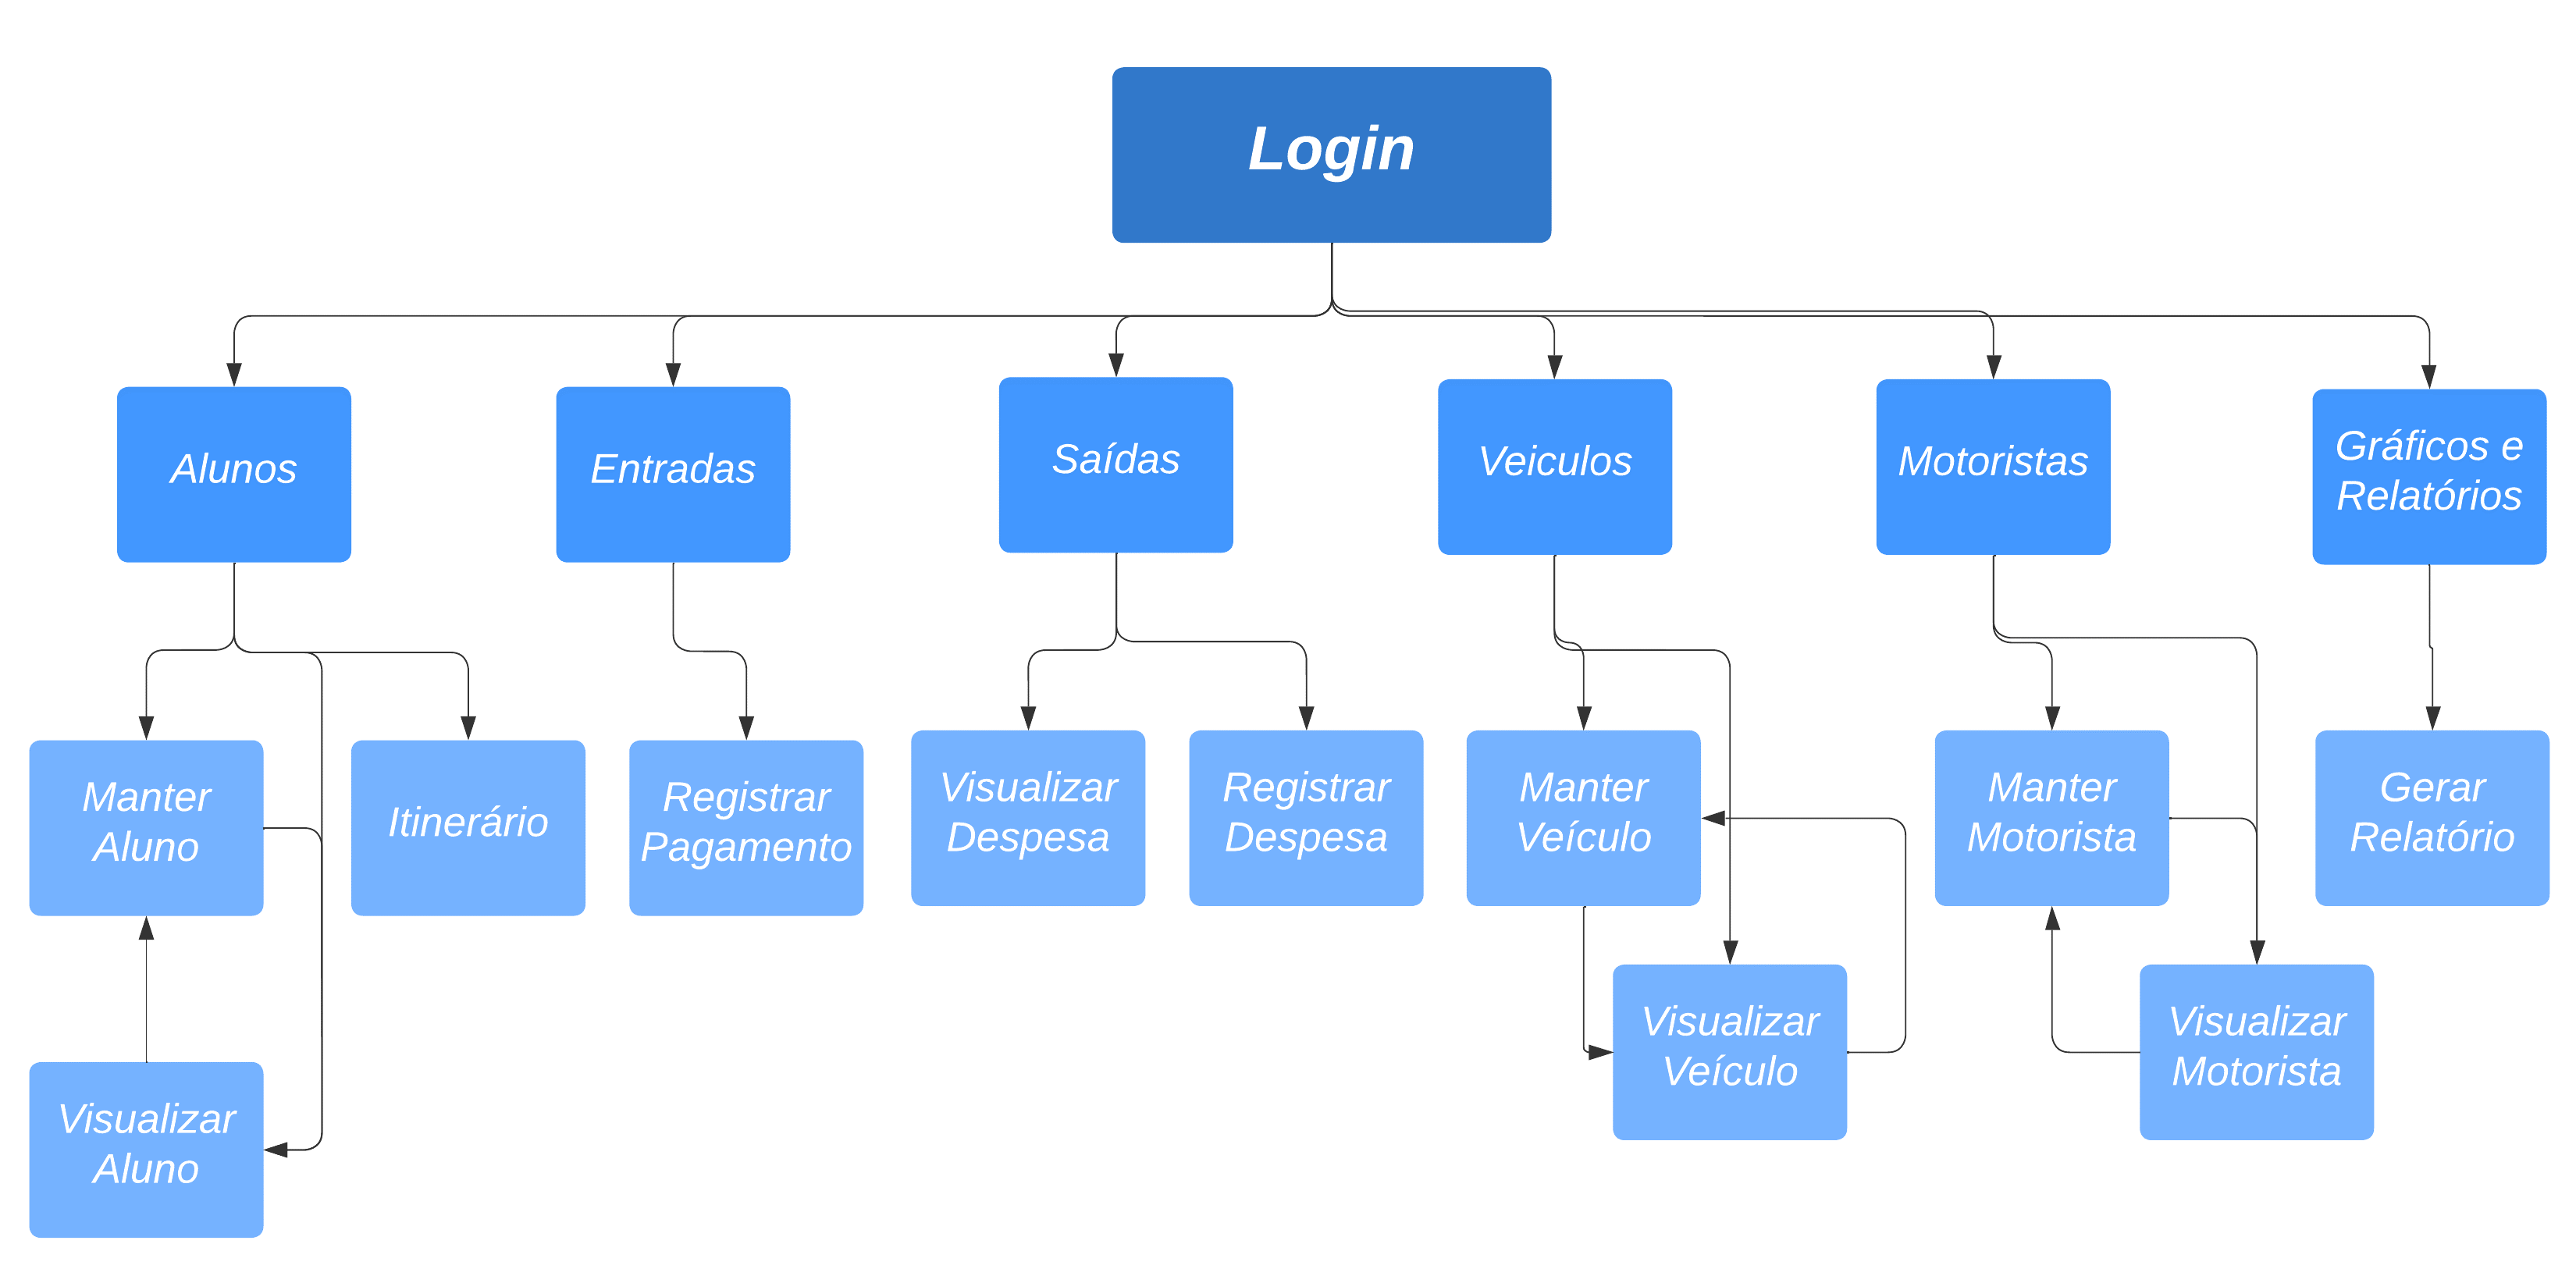 Login
Alunos
Entradas
Saídas
Veiculos
Motoristas
Gráficos e
Relatórios
Manter
Aluno
Itinerário
Registrar
Pagamento
Visualizar
Despesa
Registrar
Despesa
Manter
Veículo
Manter
Motorista
Gerar
Relatório
Visualizar
Aluno
Visualizar
Veículo
Visualizar
Motorista